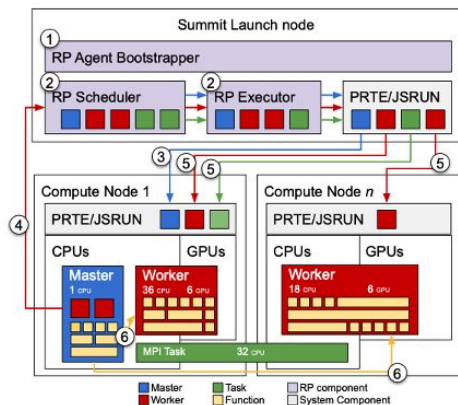 Summit Launch node
1
RP Agent Bootstrapper
2
RP Scheduler
2
RP Executor
PRTE/JSRUN
3
5
5
5
4
Compute Node 1
PRTE/JSRUN
CPUs
GPUs
Master
1 CPU
Worker
36 CPU 6 GPU
6
MPI Task 32 CPU
Compute Node n
PRTE/JSRUN
CPUs
GPUs
Worker
18 CPU 6 GPU
6
Master
Task
RP component
Worker
Function
System Component